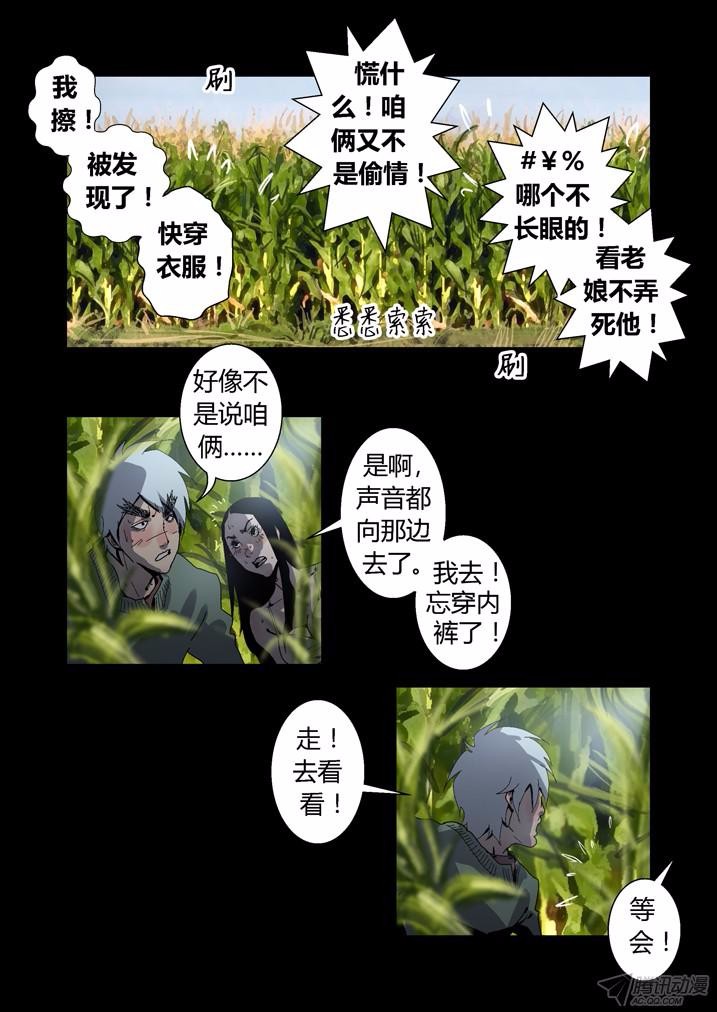 刷
我
擦！
被发
现了！
快穿
衣服！
慌什
么！咱
俩又不
是偷情！
#¥%
哪个不
长眼的！
看老
娘不弄
死他！
悉悉索索
刷
好像不
是说咱
俩……
是啊，
声音都
向那边
去了。
我去！
忘穿内
裤了！
走！
去看
看！
等
会！
腾讯动漫